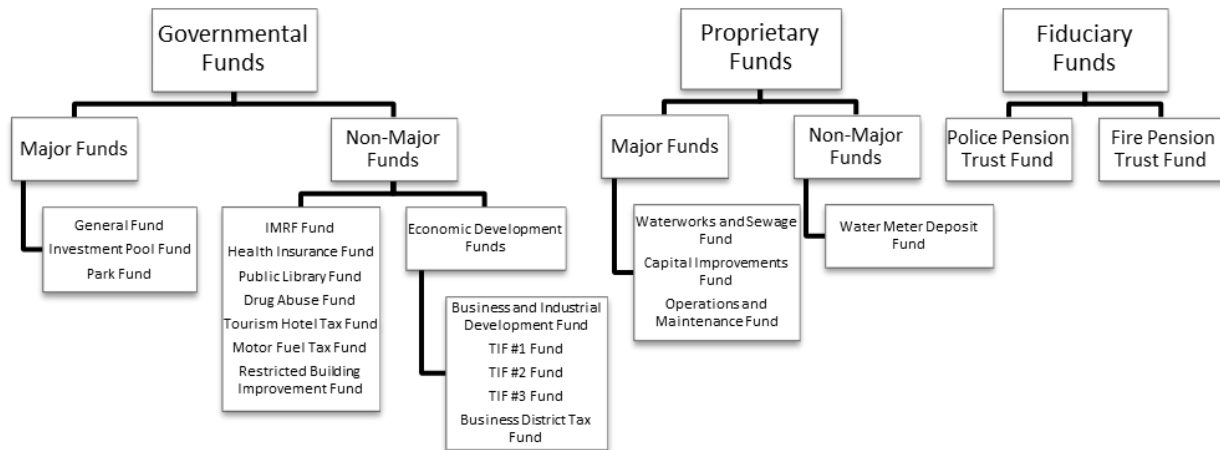 Governmental
Funds
Major Funds
General Fund
Investment Pool Fund
Park Fund
Non-Major
Funds
IMRF Fund
Health Insurance Fund
Public Library Fund
Drug Abuse Fund
Tourism Hotel Tax Fund
Motor Fuel Tax Fund
Restricted Building
Improvement Fund
Economic Development
Funds
Business and Industrial
Development Fund
TIF #1 Fund
TIF #2 Fund
TIF #3 Fund
Business District Tax
Fund
Proprietary
Funds
Major Funds
Waterworks and Sewage
Fund
Capital Improvements
Fund
Operations and
Maintenance Fund
Non-Major
Funds
Water Meter Deposit
Fund
Fiduciary
Funds
Police Pension
Trust Fund
Fire Pension
Trust Fund